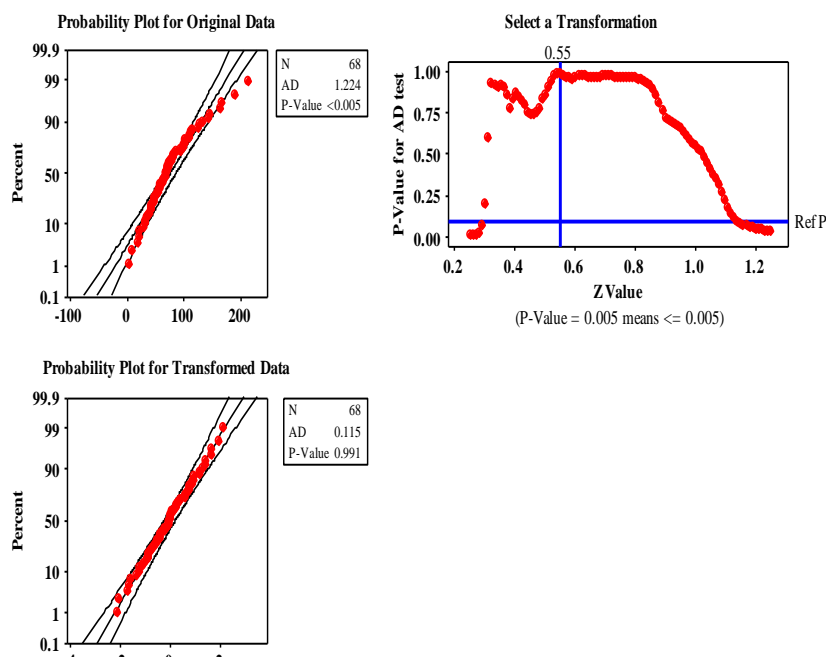 Probability Plot for Original Data
99.9
99
90
50
10
1
0.1
Percent
-100 0 100 200
N 68
AD 1.224
P-Value <0.005
Select a Transformation
0.55
1.00
0.75
0.50
0.25
0.00
P-Value for AD test
Ref P
0.2 0.4 0.6 0.8 1.0 1.2
Z Value
(P-Value = 0.005 means <= 0.005)
Probability Plot for Transformed Data
99.9
99
90
50
10
1
0.1
Percent
N 68
AD 0.115
P-Value 0.991